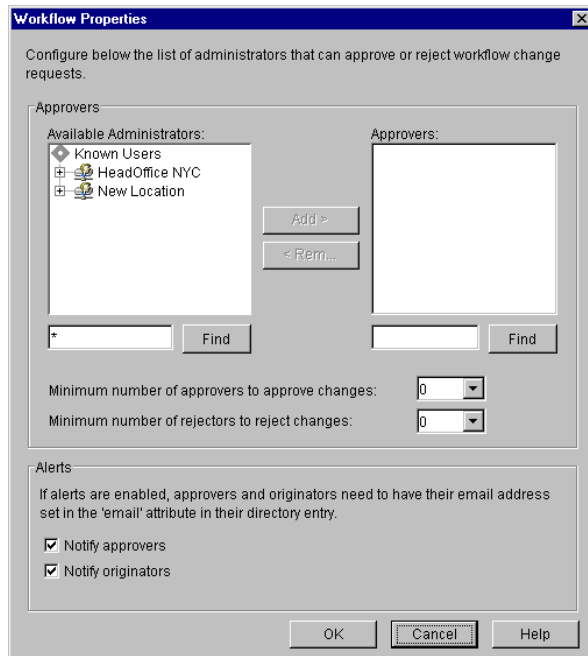 Workflow Properties
Configure below the list of administrators that can approve or reject workflow change
requests.
Approvers
Available Administrators:
Approvers:
Known Users
HeadOffice NYC
New Location
Add >
< Rem...
*
Find
Find
Minimum number of approvers to approve changes:
0
Minimum number of rejectors to reject changes:
0
Alerts
If alerts are enabled, approvers and originators need to have their email address
set in the 'email' attribute in their directory entry.
Notify approvers
Notify originators
OK
Cancel
Help